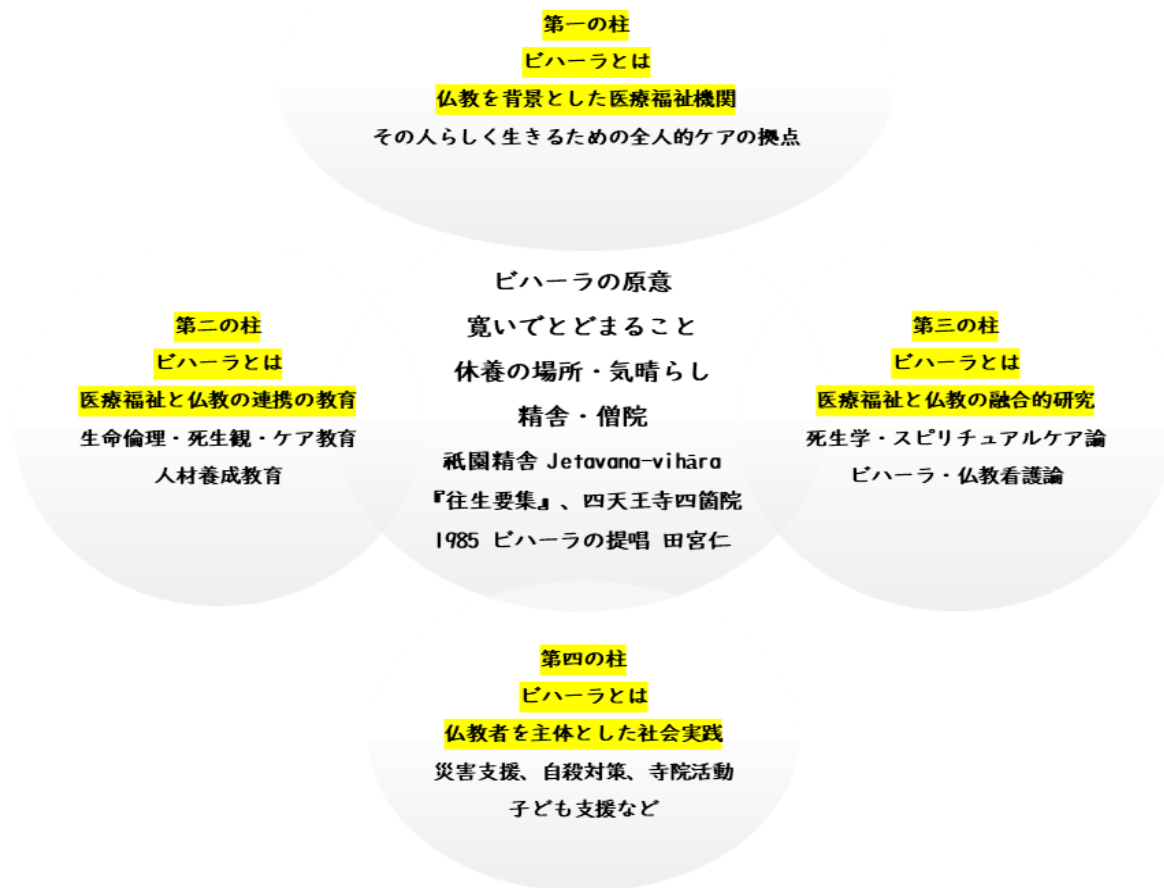 第一の柱
ビハーラとは
仏教を背景とした医療福祉機関
その人らしく生きるための全人的ケアの拠点
ビハーラの原意
寛いでとどまること
休養の場所・気晴らし
精舎・僧院
祇園精舎 Jetavana-vihāra
『往生要集』、四天王寺四箇院
1985 ビハーラの提唱 田宮仁
第二の柱
ビハーラとは
医療福祉と仏教の連携の教育
生命倫理・死生観・ケア教育
人材養成教育
第三の柱
ビハーラとは
医療福祉と仏教の融合的研究
死生学・スピリチュアルケア論
ビハーラ・仏教看護論
第四の柱
ビハーラとは
仏教者を主体とした社会実践
災害支援、自殺対策、寺院活動
子ども支援など